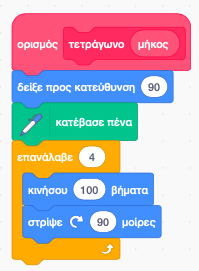 ορισμός τετράγωνο μήκος
δείξε προς κατεύθυνση 90
κατέβασε πένα
επανάλαβε 4
κινήσου 100 βήματα
στρίψε 90 μοίρες